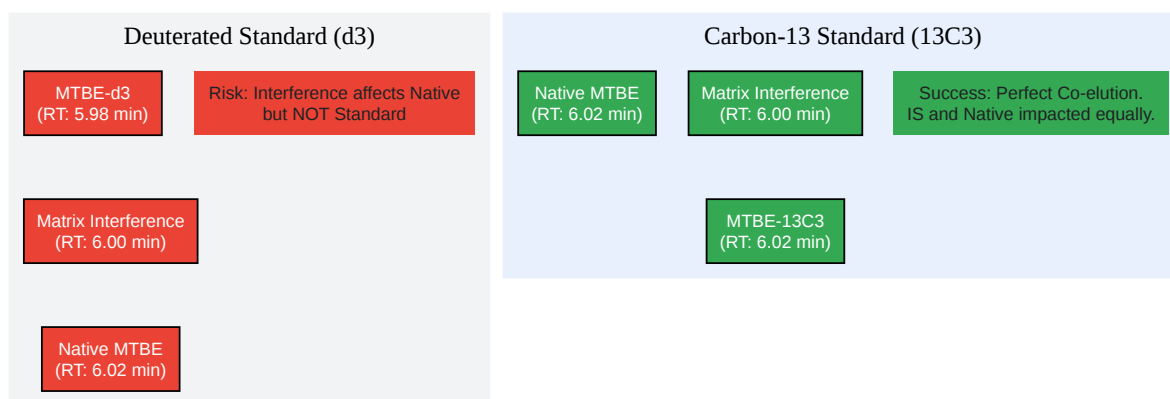 Deuterated Standard (d3)
MTBE-d3
(RT: 5.98 min)
Risk: Interference affects Native
but NOT Standard
Matrix Interference
(RT: 6.00 min)
Native MTBE
(RT: 6.02 min)
Carbon-13 Standard (13C3)
Native MTBE
(RT: 6.02 min)
Matrix Interference
(RT: 6.00 min)
Success: Perfect Co-elution.
IS and Native impacted equally.
MTBE-13C3
(RT: 6.02 min)